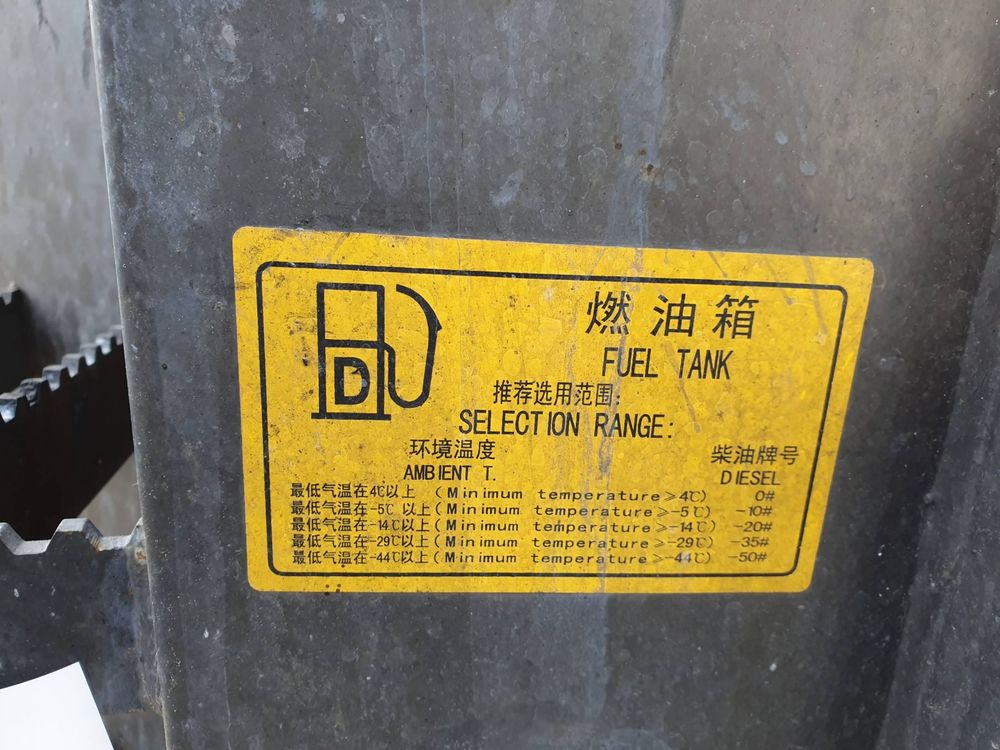 燃油箱
FUEL TANK
D
推荐选用范围:
SELECTION RANGE:
环境温度 柴油牌号
AMBIENT T. DIESEL
最低气温在4℃以上 (Minimum temperature≥4℃) 0#
最低气温在-5℃以上 (Minimum temperature≥-5℃) -10#
最低气温在-14℃以上 (Minimum temperature≥-14℃) -20#
最低气温在-29℃以上 (Minimum temperature≥-29℃) -35#
最低气温在-44℃以上 (Minimum temperature≥-44℃) -50#